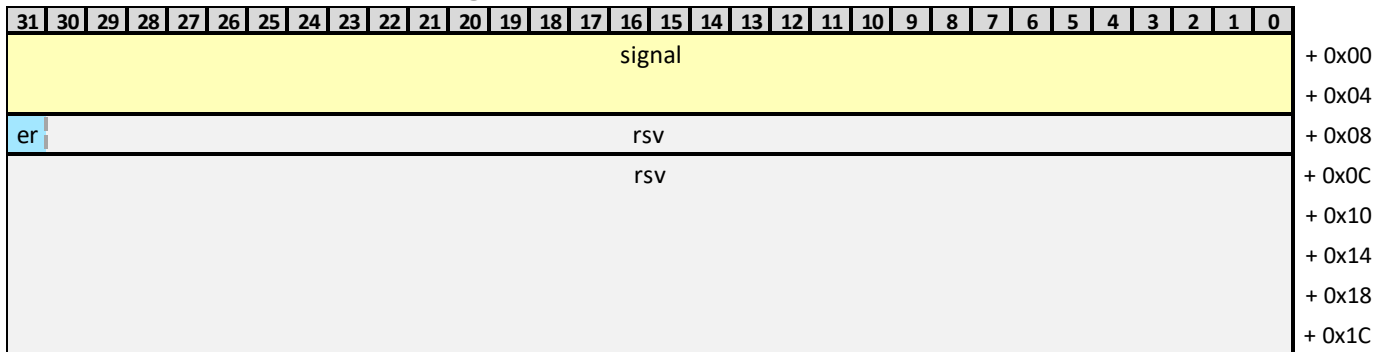 31 30 29 28 27 26 25 24 23 22 21 20 19 18 17 16 15 14 13 12 11 10 9 8 7 6 5 4 3 2 1 0
signal + 0x00
+ 0x04
er rsv + 0x08
rsv + 0x0C
+ 0x10
+ 0x14
+ 0x18
+ 0x1C